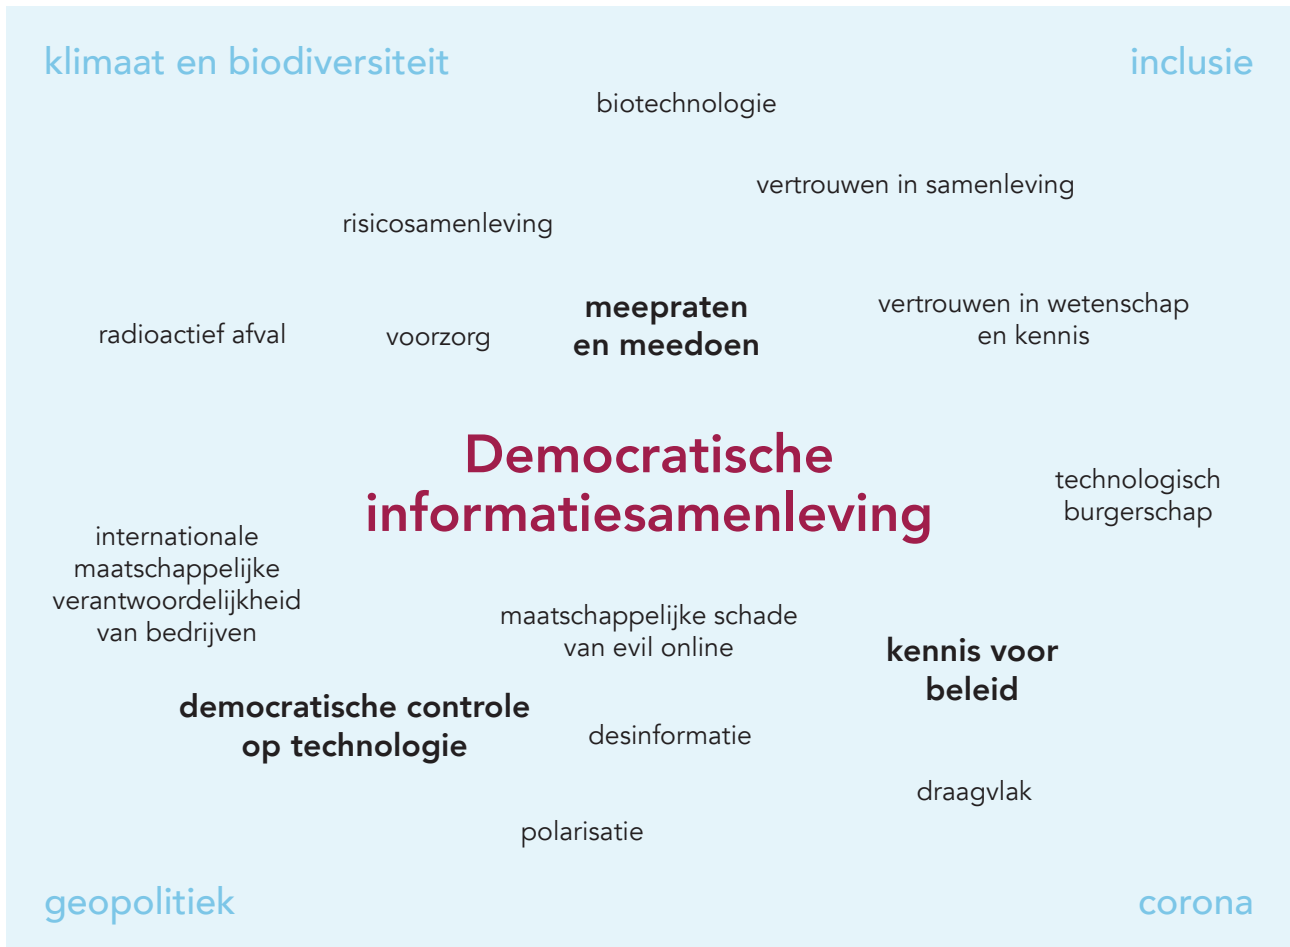 klimaat en biodiversiteit
inclusie
biotechnologie
vertrouwen in samenleving
risicosamenleving
meepraten
en meedoen
vertrouwen in wetenschap
en kennis
radioactief afval
voorzorg
Democratische
informatiesamenleving
technologisch
burgerschap
internationale
maatschappelijke
verantwoordelijkheid
van bedrijven
maatschappelijke schade
van evil online
kennis voor
beleid
democratische controle
op technologie
desinformatie
draagvlak
polarisatie
geopolitiek
corona